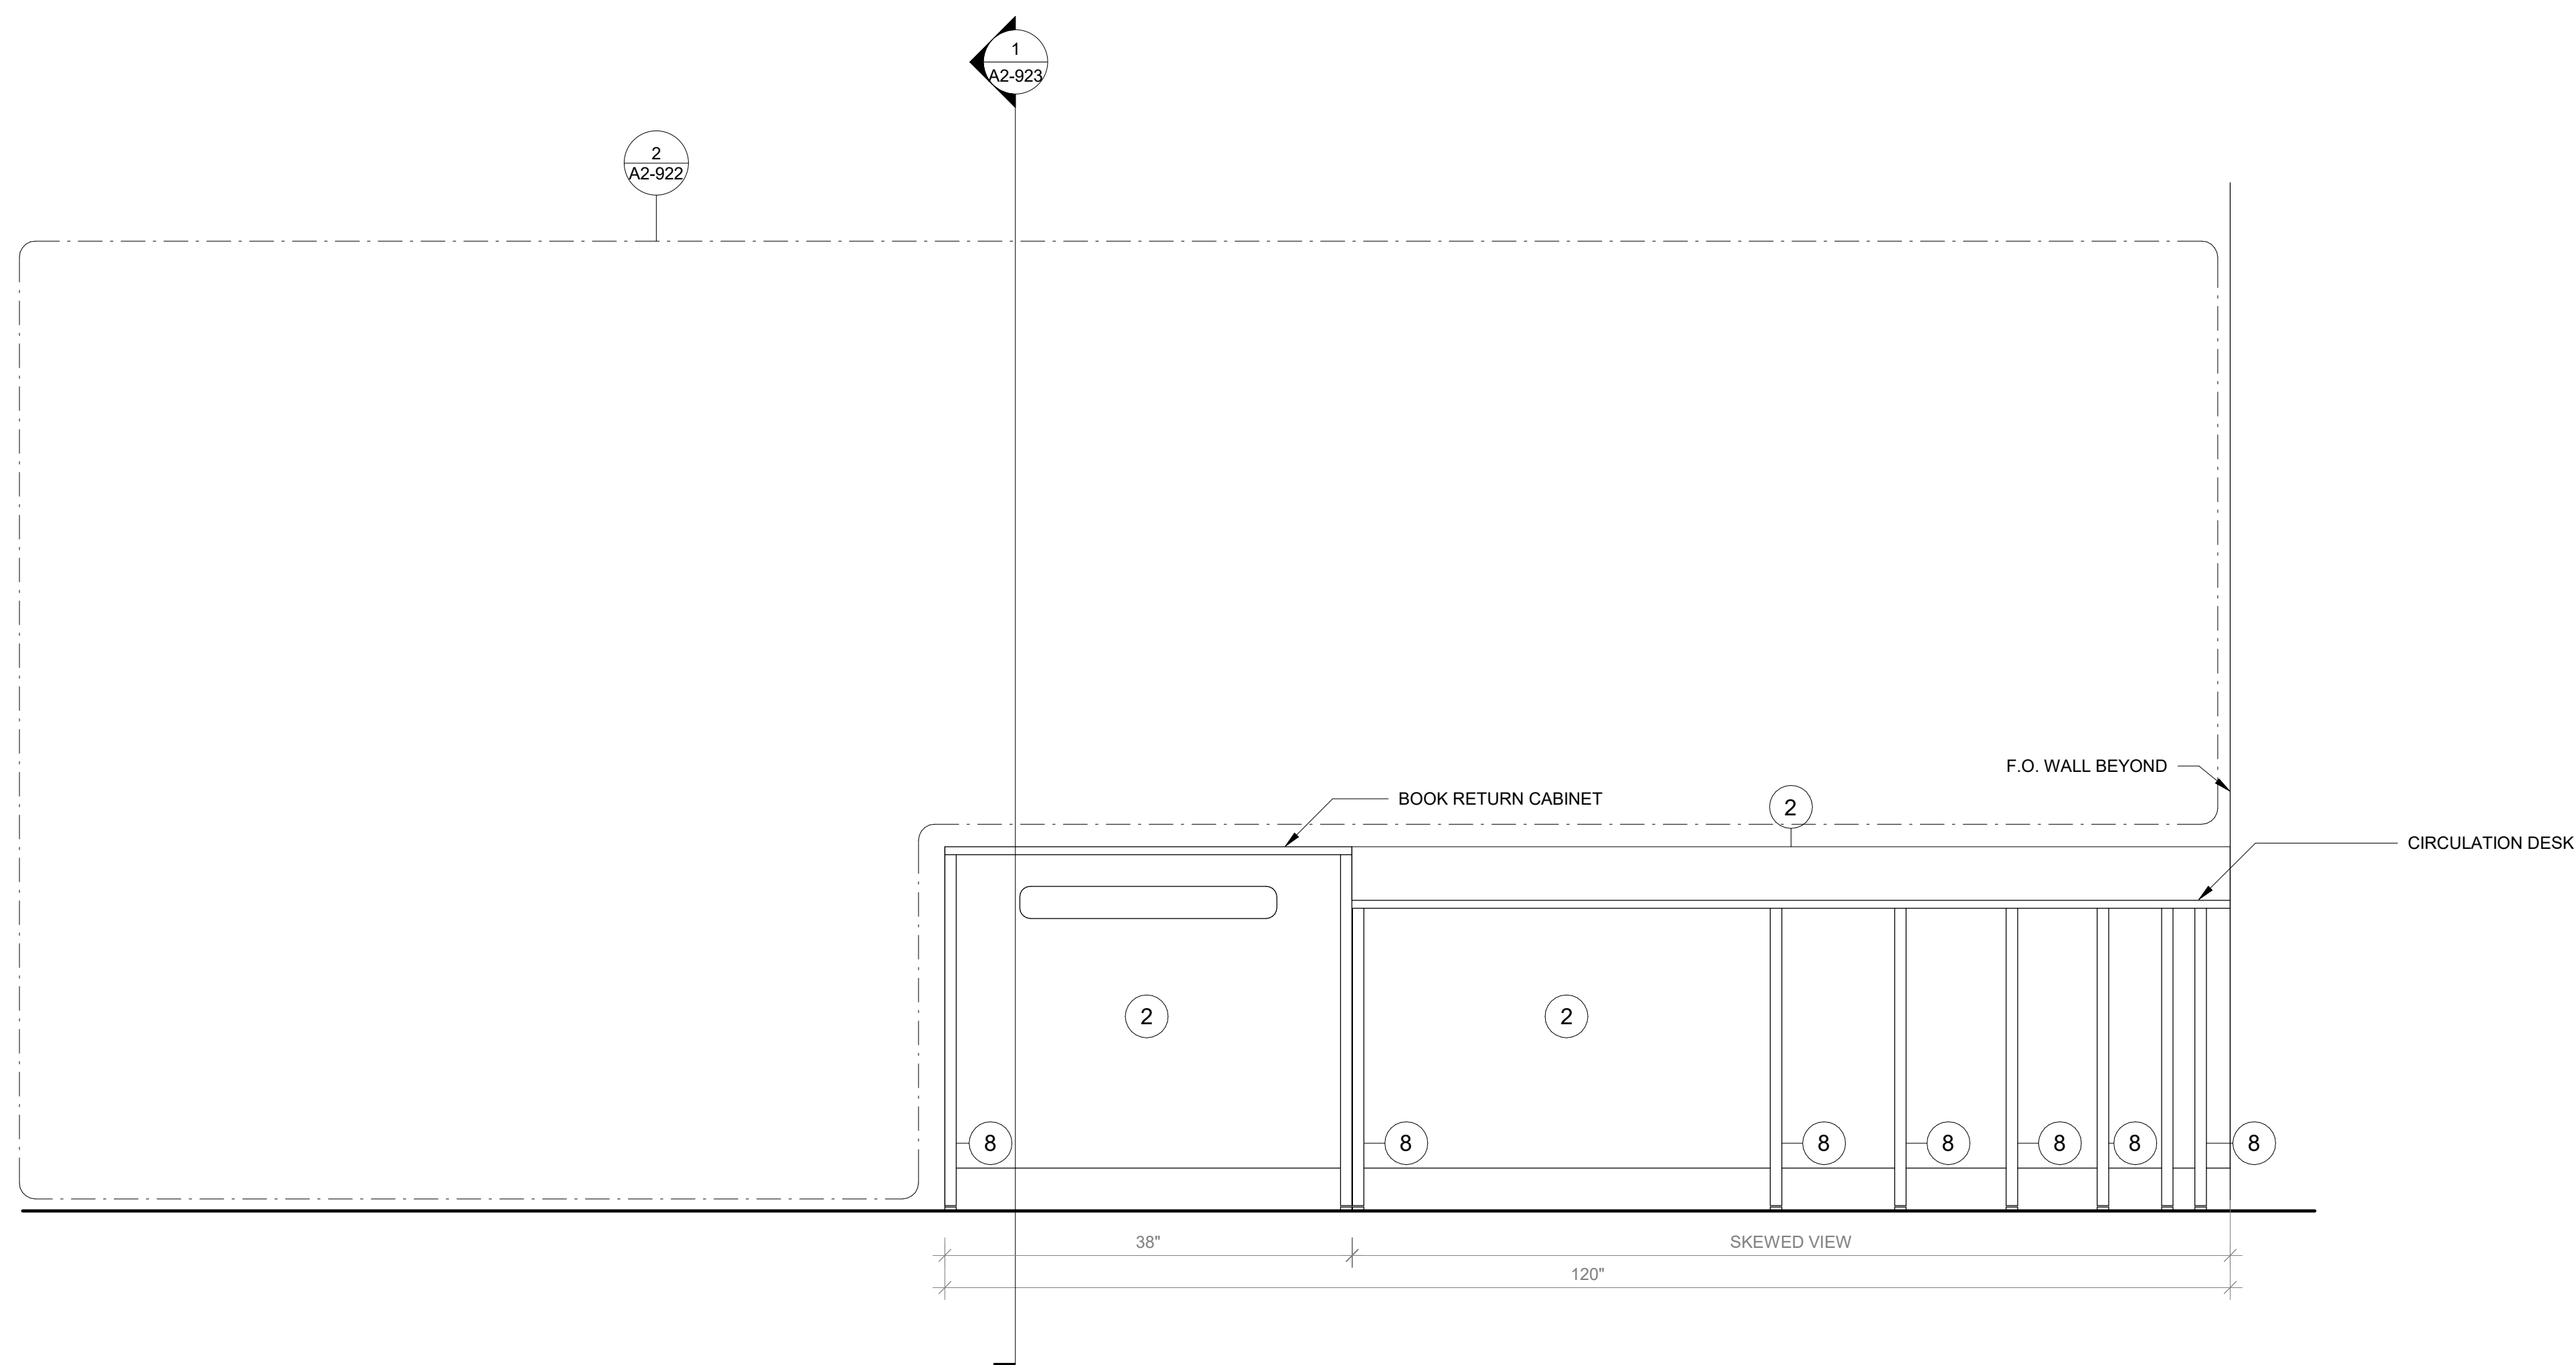 1
A2-923
2
A2-922
F.O. WALL BEYOND
BOOK RETURN CABINET
2
CIRCULATION DESK
2
2
8
8
8
8
8
8
8
38"
SKEWED VIEW
120"